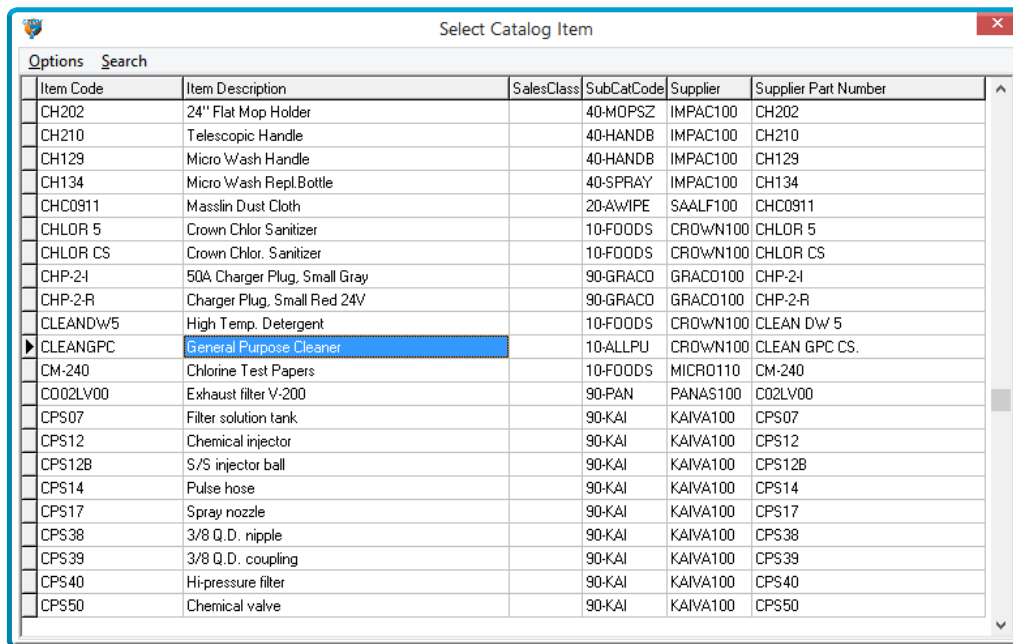 Select Catalog Item
Options Search
Item Code Item Description SalesClass SubCatCode Supplier Supplier Part Number
CH202 24" Flat Mop Holder 40-MOPSZ IMPAC100 CH202
CH210 Telescopic Handle 40-HANDB IMPAC100 CH210
CH129 Micro Wash Handle 40-HANDB IMPAC100 CH129
CH134 Micro Wash Repl.Bottle 40-SPRAY IMPAC100 CH134
CHC0911 Masslin Dust Cloth 20-AWIPE SAALF100 CHC0911
CHLOR 5 Crown Chlor Sanitizer 10-FOODS CROWN100 CHLOR 5
CHLOR CS Crown Chlor. Sanitizer 10-FOODS CROWN100 CHLOR CS
CHP-2-I 50A Charger Plug, Small Gray 90-GRACO GRACO100 CHP-2-I
CHP-2-R Charger Plug, Small Red 24V 90-GRACO GRACO100 CHP-2-R
CLEANDW5 High Temp. Detergent 10-FOODS CROWN100 CLEAN DW 5
CLEANGPC General Purpose Cleaner 10-ALLPU CROWN100 CLEAN GPC CS.
CM-240 Chlorine Test Papers 10-FOODS MICRO110 CM-240
CO02LV00 Exhaust filter V-200 90-PAN PANAS100 C02LV00
CPS07 Filter solution tank 90-KAI KAIVA100 CPS07
CPS12 Chemical injector 90-KAI KAIVA100 CPS12
CPS12B S/S injector ball 90-KAI KAIVA100 CPS12B
CPS14 Pulse hose 90-KAI KAIVA100 CPS14
CPS17 Spray nozzle 90-KAI KAIVA100 CPS17
CPS38 3/8 Q.D. nipple 90-KAI KAIVA100 CPS38
CPS39 3/8 Q.D. coupling 90-KAI KAIVA100 CPS39
CPS40 Hi-pressure filter 90-KAI KAIVA100 CPS40
CPS50 Chemical valve 90-KAI KAIVA100 CPS50